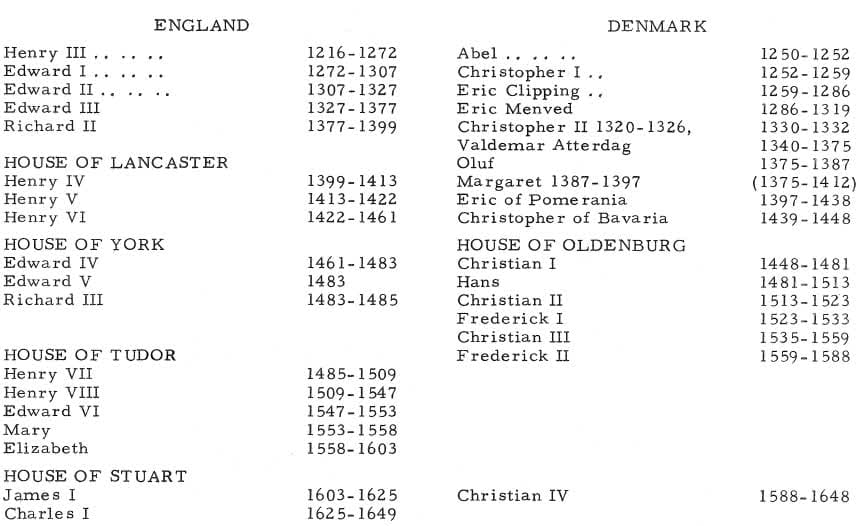 ENGLAND
Henry III .. .. .. 1216-1272
Edward I .. .. .. 1272-1307
Edward II .. .. .. 1307-1327
Edward III 1327-1377
Richard II 1377-1399
HOUSE OF LANCASTER
Henry IV 1399-1413
Henry V 1413-1422
Henry VI 1422-1461
HOUSE OF YORK
Edward IV 1461-1483
Edward V 1483
Richard III 1483-1485
HOUSE OF TUDOR
Henry VII 1485-1509
Henry VIII 1509-1547
Edward VI 1547-1553
Mary 1553-1558
Elizabeth 1558-1603
HOUSE OF STUART
James I 1603-1625
Charles I 1625-1649
DENMARK
Abel .. .. .. 1250-1252
Christopher I .. 1252-1259
Eric Clipping .. 1259-1286
Eric Menved 1286-1319
Christopher II 1320-1326, 1330-1332
Valdemar Atterdag 1340-1375
Oluf 1375-1387
Margaret 1387-1397 (1375-1412)
Eric of Pomerania 1397-1438
Christopher of Bavaria 1439-1448
HOUSE OF OLDENBURG
Christian I 1448-1481
Hans 1481-1513
Christian II 1513-1523
Frederick I 1523-1533
Christian III 1535-1559
Frederick II 1559-1588
Christian IV 1588-1648